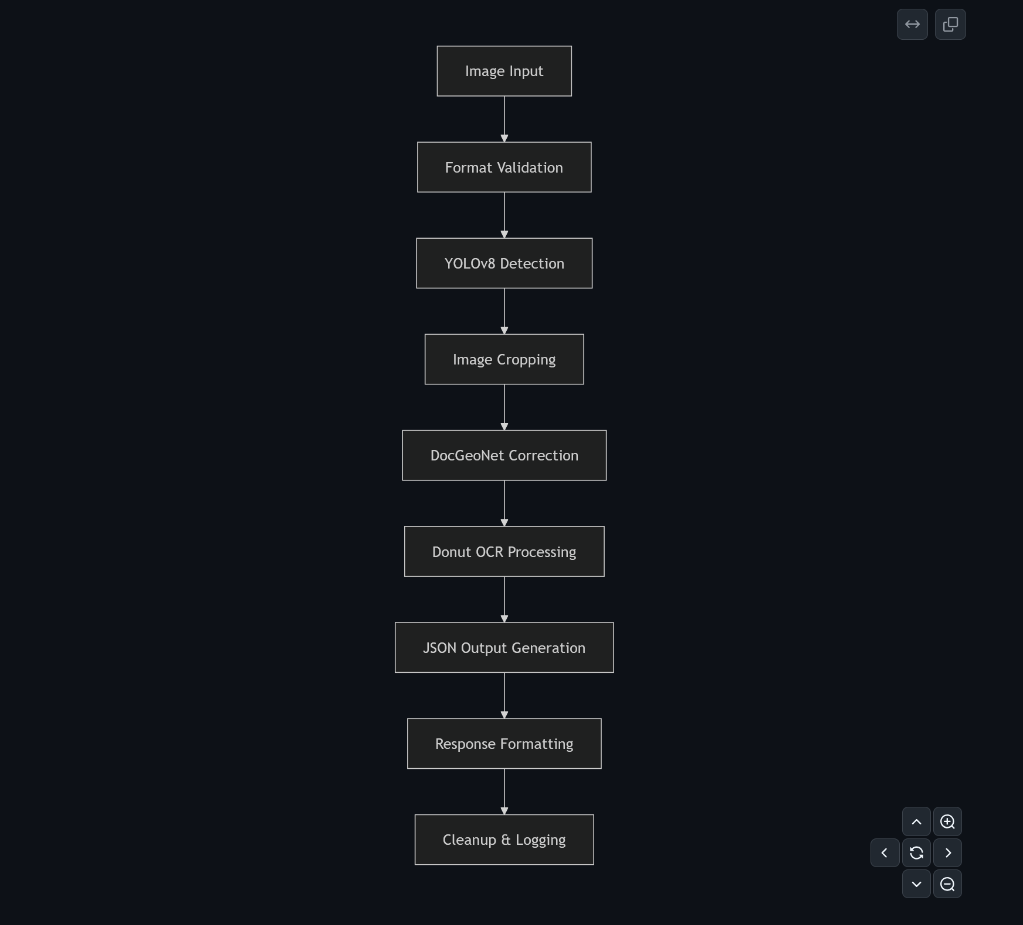 Image Input
Format Validation
YOLOv8 Detection
Image Cropping
DocGeoNet Correction
Donut OCR Processing
JSON Output Generation
Response Formatting
Cleanup & Logging